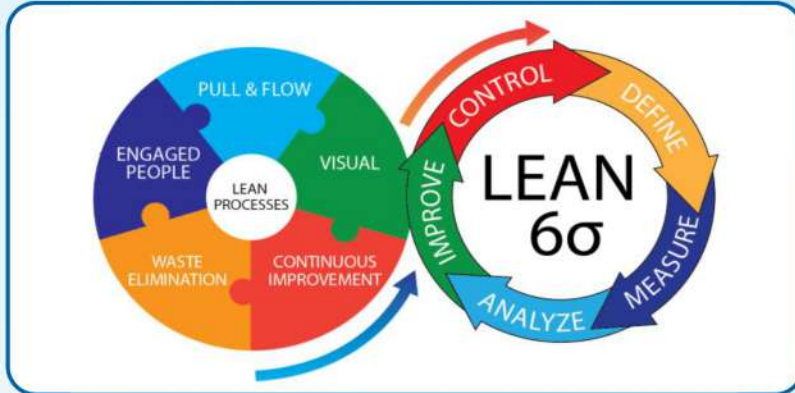 PULL & FLOW
ENGAGED
PEOPLE
VISUAL
LEAN
PROCESSES
WASTE
ELIMINATION
CONTINUOUS
IMPROVEMENT
CONTROL
DEFINE
MEASURE
ANALYZE
IMPROVE
LEAN
6σ